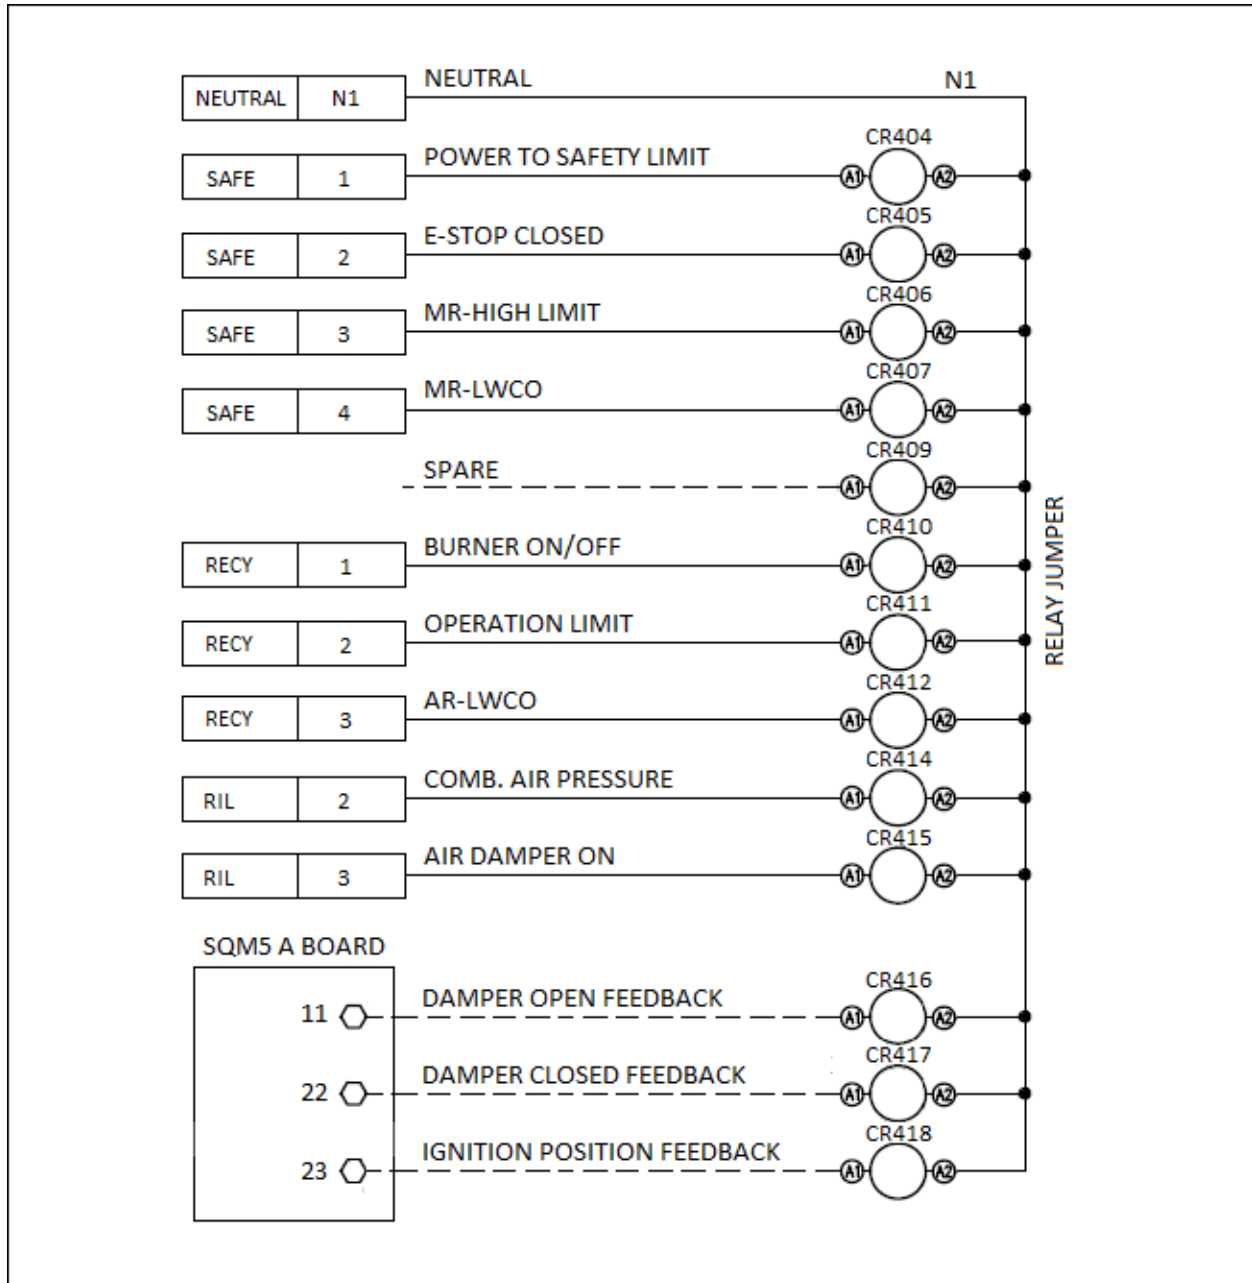 NEUTRAL N1 NEUTRAL N1
CR404
SAFE 1 POWER TO SAFETY LIMIT A1 A2
CR405
SAFE 2 E-STOP CLOSED A1 A2
CR406
SAFE 3 MR-HIGH LIMIT A1 A2
CR407
SAFE 4 MR-LWCO A1 A2
CR409
SPARE A1 A2
CR410
RECY 1 BURNER ON/OFF A1 A2
CR411
RECY 2 OPERATION LIMIT A1 A2
CR412
RECY 3 AR-LWCO A1 A2
CR414
RIL 2 COMB. AIR PRESSURE A1 A2
CR415
RIL 3 AIR DAMPER ON A1 A2
RELAY JUMPER
SQM5 A BOARD
CR416
11 DAMPER OPEN FEEDBACK A1 A2
CR417
22 DAMPER CLOSED FEEDBACK A1 A2
CR418
23 IGNITION POSITION FEEDBACK A1 A2